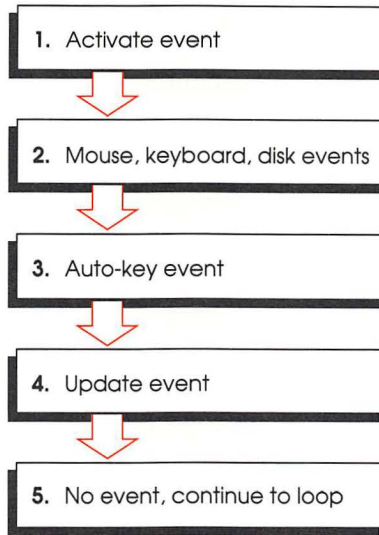 1. Activate event
2. Mouse, keyboard, disk events
3. Auto-key event
4. Update event
5. No event, continue to loop